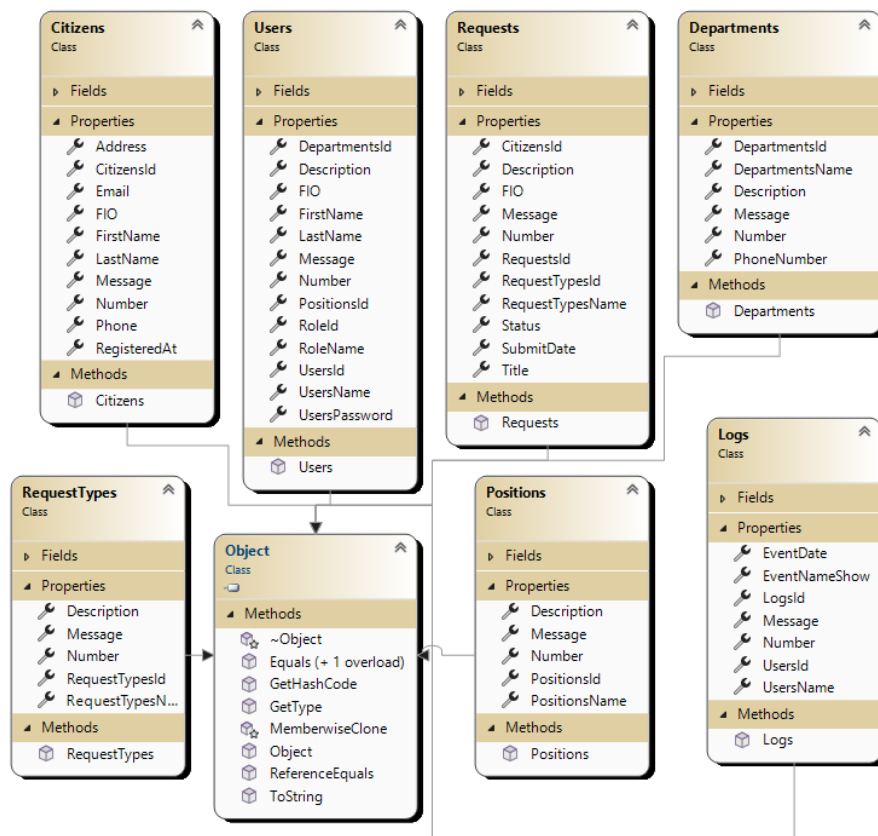 Citizens
Class
Fields
Properties
Address
CitizensId
Email
FIO
FirstName
LastName
Message
Number
Phone
RegisteredAt
Methods
Citizens
Users
Class
Fields
Properties
DepartmentsId
Description
FIO
FirstName
LastName
Message
Number
PositionsId
RoleId
RoleName
UsersId
UsersName
UsersPassword
Methods
Users
Requests
Class
Fields
Properties
CitizensId
Description
FIO
Message
Number
RequestsId
RequestTypesId
RequestTypesName
Status
SubmitDate
Title
Methods
Requests
Departments
Class
Fields
Properties
DepartmentsId
DepartmentsName
Description
Message
Number
PhoneNumber
Methods
Departments
RequestTypes
Class
Fields
Properties
Description
Message
Number
RequestTypesId
RequestTypesN...
Methods
RequestTypes
Object
Class
Methods
~Object
Equals (+ 1 overload)
GetHashCode
GetType
MemberwiseClone
Object
ReferenceEquals
ToString
Positions
Class
Fields
Properties
Description
Message
Number
PositionsId
PositionsName
Methods
Positions
Logs
Class
Fields
Properties
EventDate
EventNameShow
LogsId
Message
Number
UsersId
UsersName
Methods
Logs